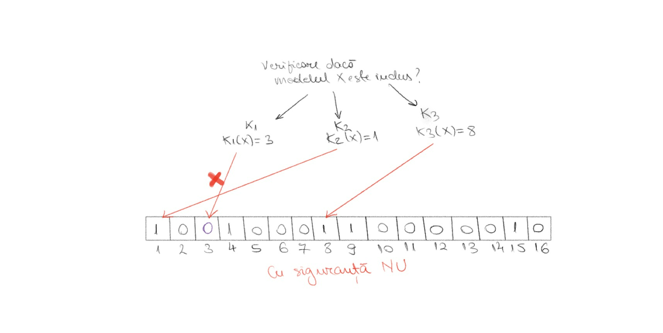 Verificare dacă
modelul X este inclus?
K1
K1(X)=3
K2
K2(X)=1
K3
K3(X)=8
1 0 0 1 0 0 0 1 1 0 0 0 0 0 1 0
1 2 3 4 5 6 7 8 9 10 11 12 13 14 15 16
Cu siguranță NU